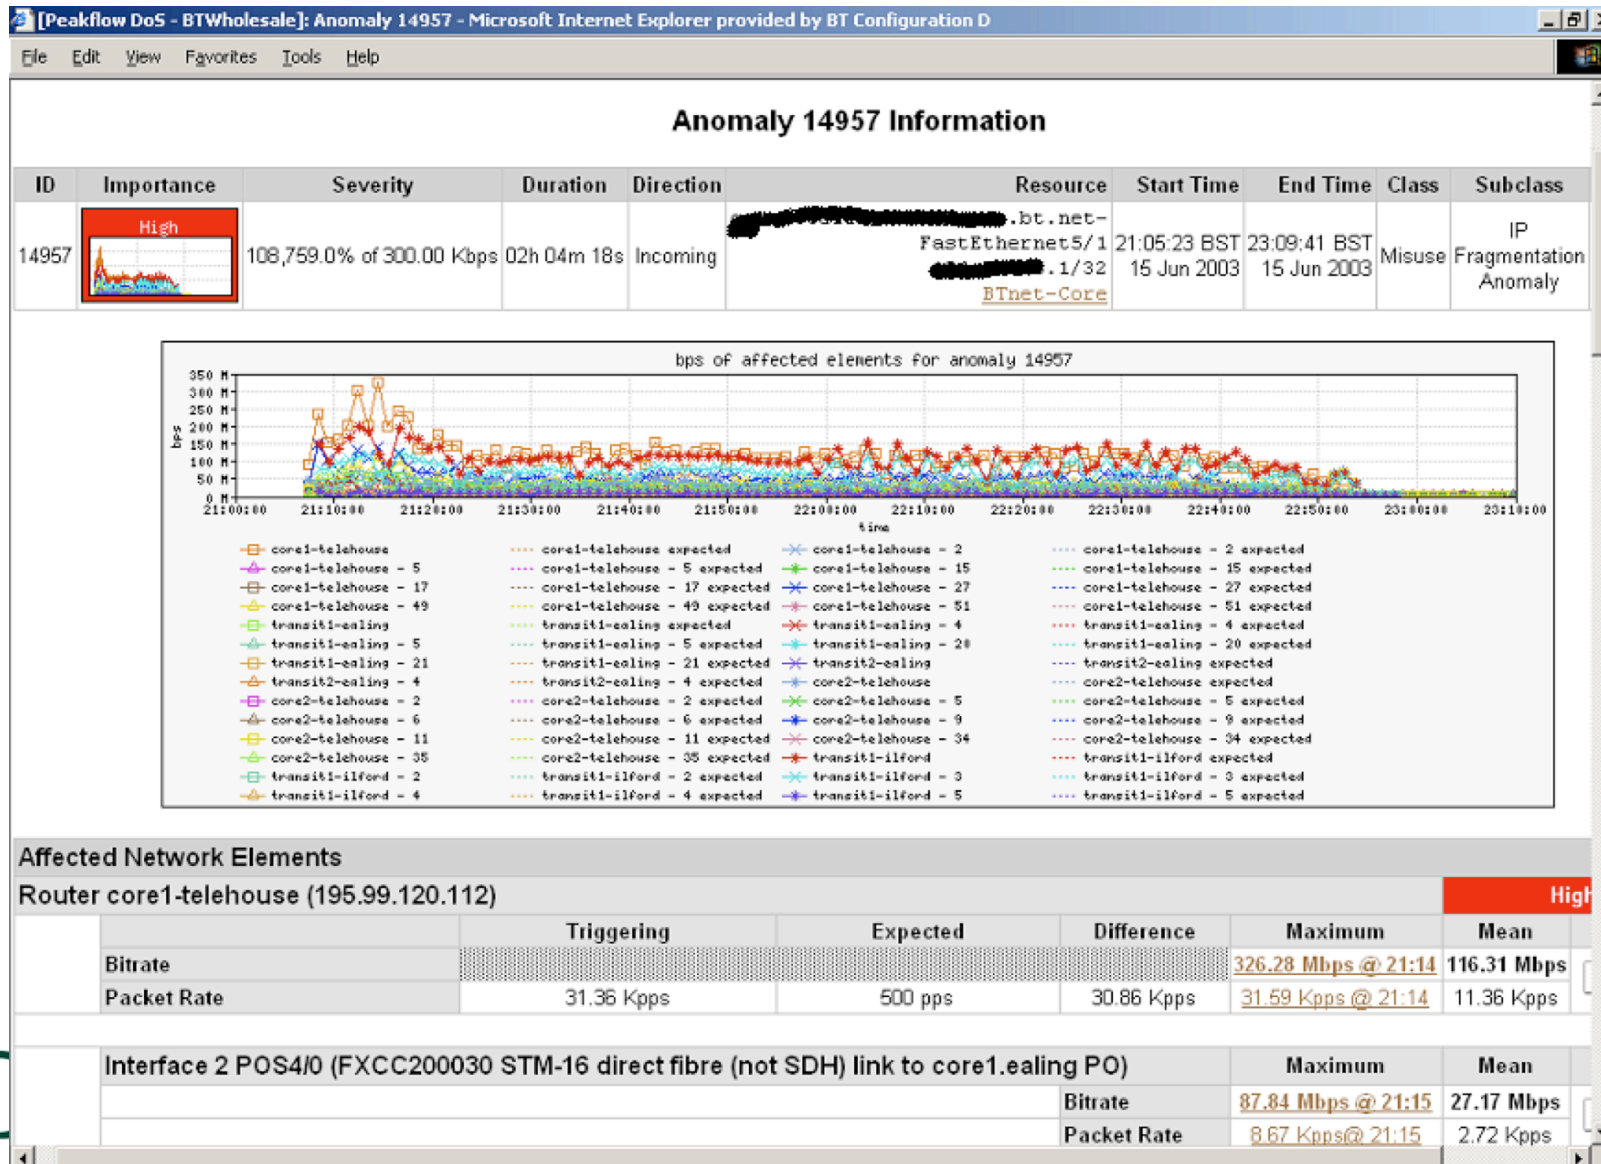 [Peakflow DoS - BTWholesale]: Anomaly 14957 - Microsoft Internet Explorer provided by BT Configuration D
File Edit View Favorites Tools Help
Anomaly 14957 Information
ID Importance Severity Duration Direction Resource Start Time End Time Class Subclass
14957 High 108,759.0% of 300.00 Kbps 02h 04m 18s Incoming .bt.net-
FastEthernet5/1
.1/32
BTnet-Core
21:05:23 BST
15 Jun 2003
23:09:41 BST
15 Jun 2003
Misuse
IP
Fragmentation
Anomaly
bps of affected elements for anomaly 14957
350 M
300 M
250 M
200 M
150 M
100 M
50 M
0 M
bps
21:00:00 21:10:00 21:20:00 21:30:00 21:40:00 21:50:00 22:00:00 22:10:00 22:20:00 22:30:00 22:40:00 22:50:00 23:00:00 23:10:00
time
core1-telehouse core1-telehouse expected core1-telehouse - 2 core1-telehouse - 2 expected
core1-telehouse - 5 core1-telehouse - 5 expected core1-telehouse - 15 core1-telehouse - 15 expected
core1-telehouse - 17 core1-telehouse - 17 expected core1-telehouse - 27 core1-telehouse - 27 expected
core1-telehouse - 49 core1-telehouse - 49 expected core1-telehouse - 51 core1-telehouse - 51 expected
transit1-ealing transit1-ealing expected transit1-ealing - 4 transit1-ealing - 4 expected
transit1-ealing - 5 transit1-ealing - 5 expected transit1-ealing - 20 transit1-ealing - 20 expected
transit1-ealing - 21 transit1-ealing - 21 expected transit2-ealing transit2-ealing expected
transit2-ealing - 4 transit2-ealing - 4 expected core2-telehouse core2-telehouse expected
core2-telehouse - 2 core2-telehouse - 2 expected core2-telehouse - 5 core2-telehouse - 5 expected
core2-telehouse - 6 core2-telehouse - 6 expected core2-telehouse - 9 core2-telehouse - 9 expected
core2-telehouse - 11 core2-telehouse - 11 expected core2-telehouse - 34 core2-telehouse - 34 expected
core2-telehouse - 35 core2-telehouse - 35 expected transit1-ilford transit1-ilford expected
transit1-ilford - 2 transit1-ilford - 2 expected transit1-ilford - 3 transit1-ilford - 3 expected
transit1-ilford - 4 transit1-ilford - 4 expected transit1-ilford - 5 transit1-ilford - 5 expected
Affected Network Elements
Router core1-telehouse (195.99.120.112) High
Triggering Expected Difference Maximum Mean
Bitrate 326.28 Mbps @ 21:14 116.31 Mbps
Packet Rate 31.36 Kpps 500 pps 30.86 Kpps 31.59 Kpps @ 21:14 11.36 Kpps
Interface 2 POS4/0 (FXCC200030 STM-16 direct fibre (not SDH) link to core1.ealing PO) Maximum Mean
Bitrate 87.84 Mbps @ 21:15 27.17 Mbps
Packet Rate 8.67 Kpps@ 21:15 2.72 Kpps